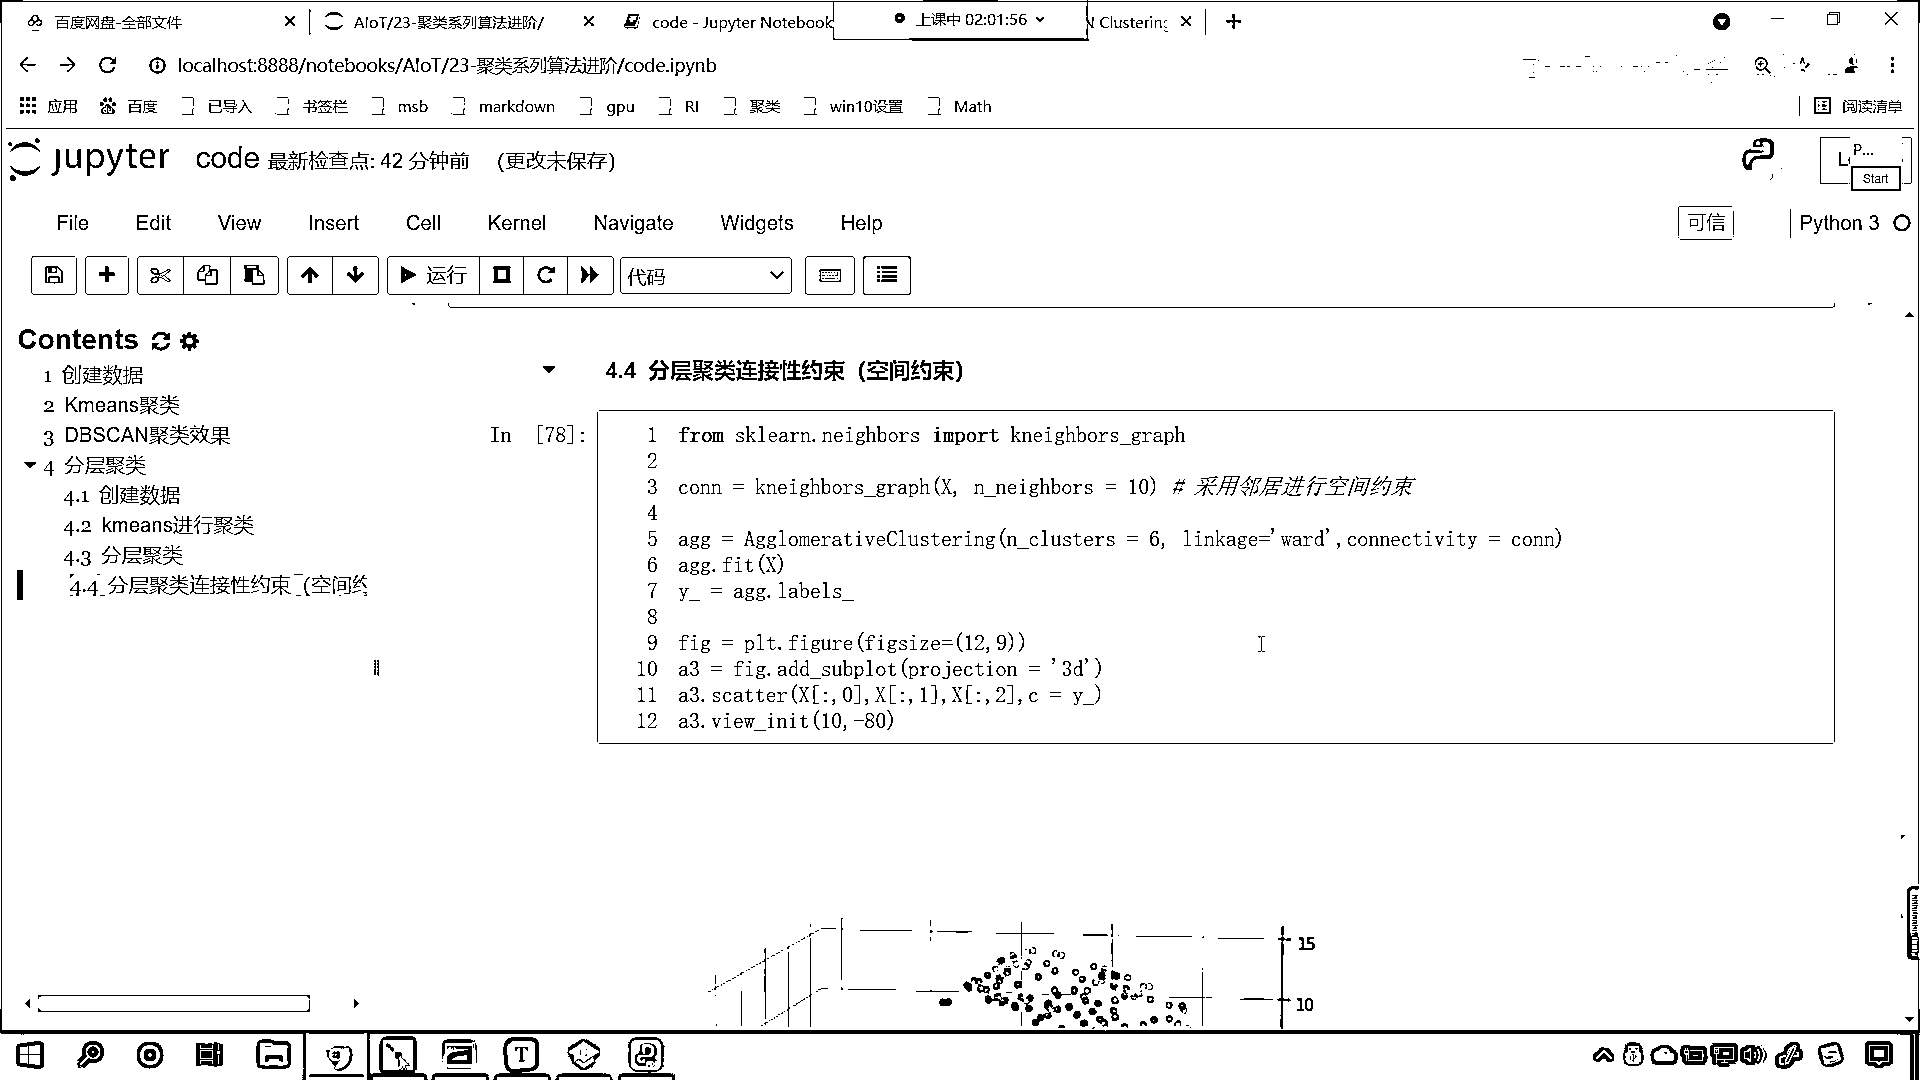 百度网盘-全部文件
AIoT/23-聚类系列算法进阶/
code - Jupyter Notebook
上课中 02:01:56
Clustering
localhost:8888/notebooks/AIoT/23-聚类系列算法进阶/code.ipynb
应用 百度 已导入 书签栏 msb markdown gpu RI 聚类 win10设置 Math 阅读清单
jupyter code 最新检查点: 42 分钟前 (更改未保存)
P...
Start
File Edit View Insert Cell Kernel Navigate Widgets Help 可信 Python 3
运行 代码
Contents
1 创建数据
2 Kmeans聚类
3 DBSCAN聚类效果
4 分层聚类
4.1 创建数据
4.2 kmeans进行聚类
4.3 分层聚类
4.4 分层聚类连接性约束 (空间约
4.4 分层聚类连接性约束（空间约束）
In [78]:
1 from sklearn.neighbors import kneighbors_graph
2
3 conn = kneighbors_graph(X, n_neighbors = 10) # 采用邻居进行空间约束
4
5 agg = AgglomerativeClustering(n_clusters = 6, linkage='ward',connectivity = conn)
6 agg.fit(X)
7 y_ = agg.labels_
8
9 fig = plt.figure(figsize=(12,9))
10 a3 = fig.add_subplot(projection = '3d')
11 a3.scatter(X[:,0],X[:,1],X[:,2],c = y_)
12 a3.view_init(10,-80)
15
10